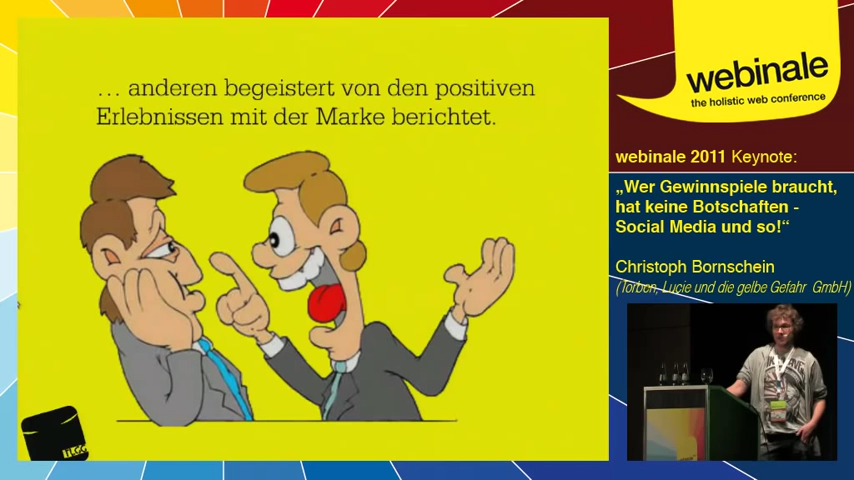 … anderen begeistert von den positiven
Erlebnissen mit der Marke berichtet.
TLGG
webinale
the holistic web conference
webinale 2011 Keynote:
„Wer Gewinnspiele braucht,
hat keine Botschaften -
Social Media und so!“
Christoph Bornschein
(Torben, Lucie und die gelbe Gefahr GmbH)